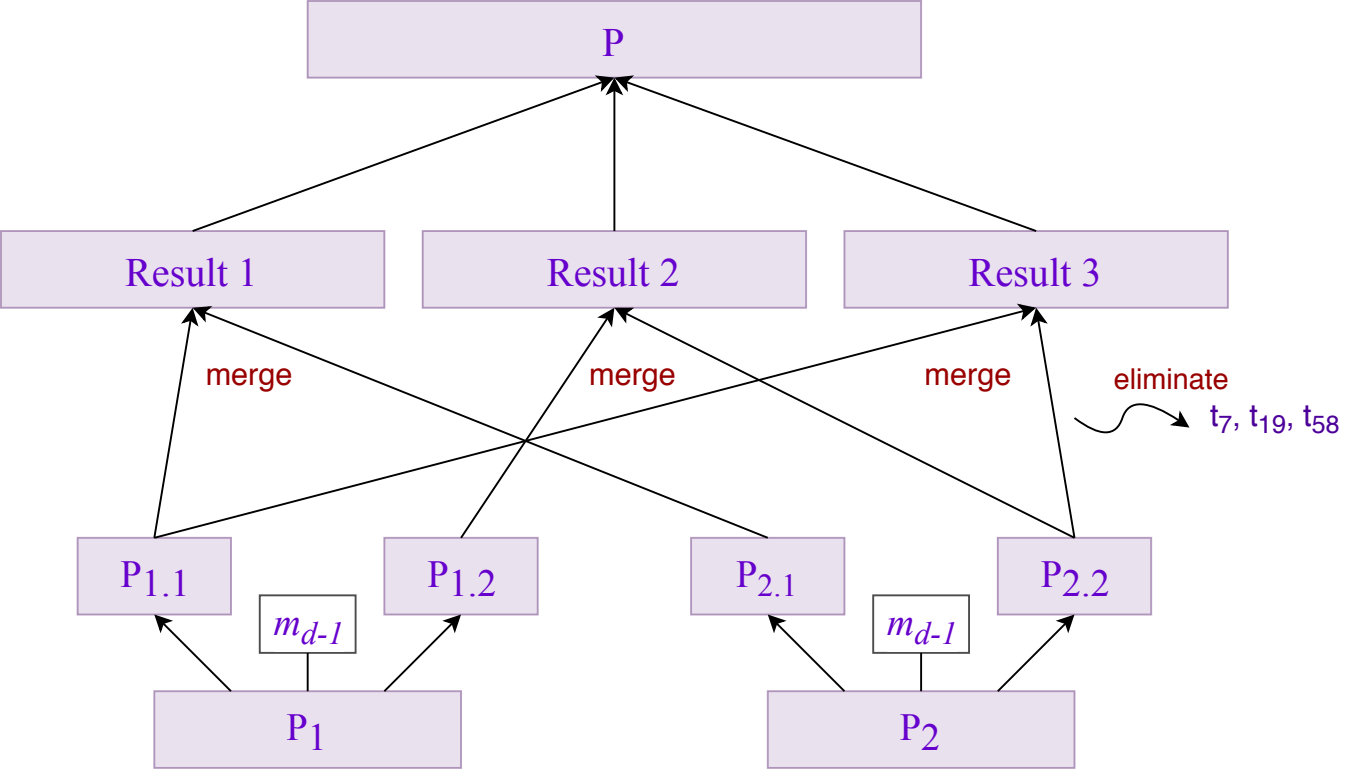 P
Result 1
Result 2
Result 3
merge
merge
merge
eliminate
t7, t19, t58
P1.1
P1.2
P2.1
P2.2
md-1
md-1
P1
P2